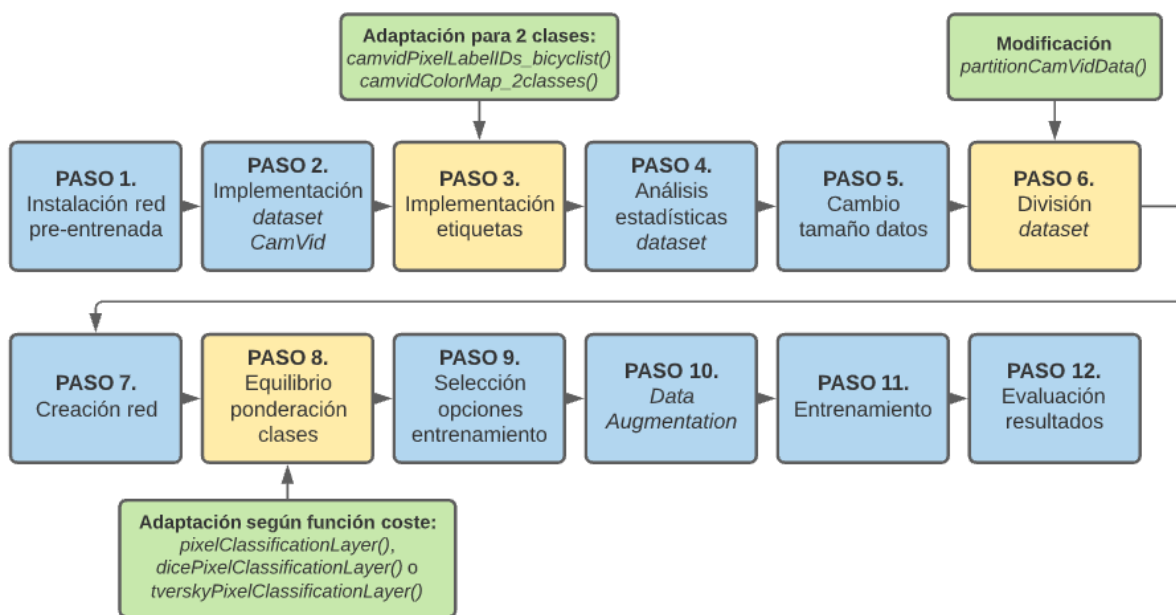 Adaptación para 2 clases:
camvidPixelLabelIDs_bicyclist()
camvidColorMap_2classes()
Modificación
partitionCamVidData()
PASO 1.
Instalación red
pre-entrenada
PASO 2.
Implementación
dataset
CamVid
PASO 3.
Implementación
etiquetas
PASO 4.
Análisis
estadísticas
dataset
PASO 5.
Cambio
tamaño datos
PASO 6.
División
dataset
PASO 7.
Creación red
PASO 8.
Equilibrio
ponderación
clases
PASO 9.
Selección
opciones
entrenamiento
PASO 10.
Data
Augmentation
PASO 11.
Entrenamiento
PASO 12.
Evaluación
resultados
Adaptación según función coste:
pixelClassificationLayer(),
dicePixelClassificationLayer() o
tverskyPixelClassificationLayer()